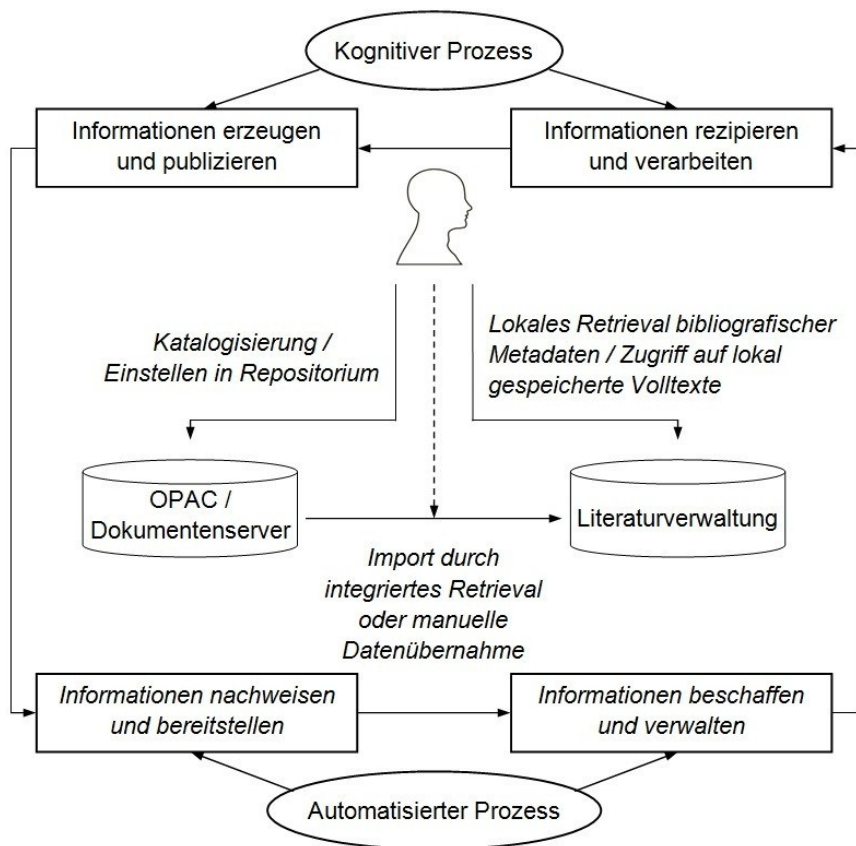 Kognitiver Prozess
Informationen erzeugen
und publizieren
Informationen rezipieren
und verarbeiten
Katalogisierung /
Einstellen in Repositorium
Lokales Retrieval bibliografischer
Metadaten / Zugriff auf lokal
gespeicherte Volltexte
OPAC /
Dokumentenserver
Literaturverwaltung
Import durch
integriertes Retrieval
oder manuelle
Datenübernahme
Informationen nachweisen
und bereitstellen
Informationen beschaffen
und verwalten
Automatisierter Prozess